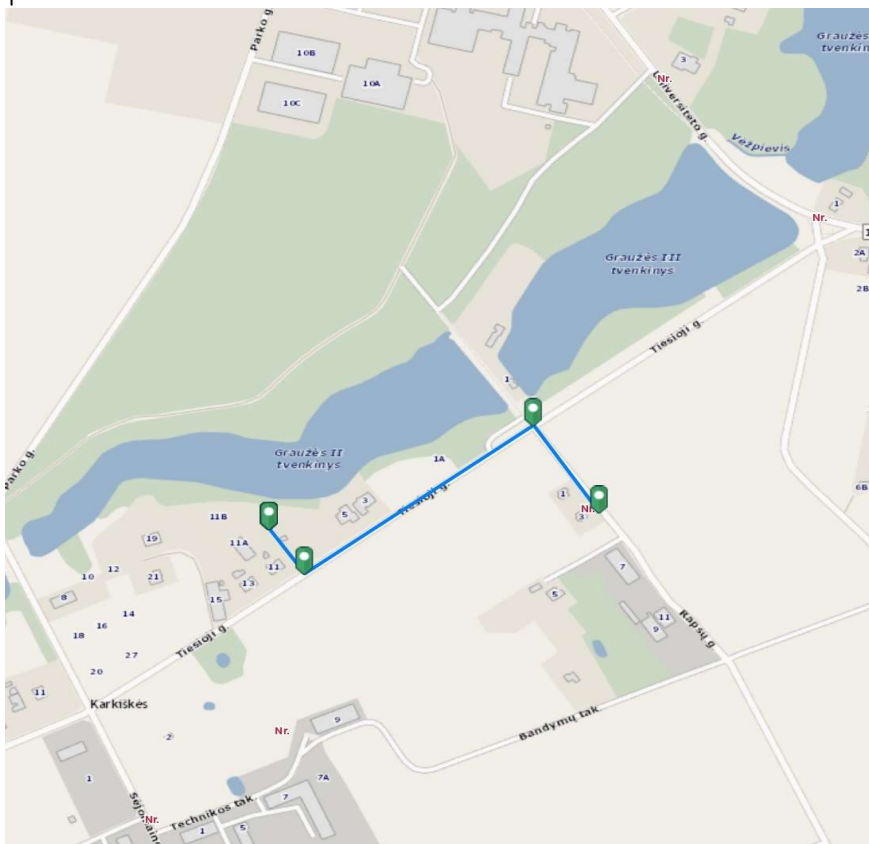 Parko g.
10B
10A
10C
3
Nr.
Universiteto g.
Vėžpievis
Graužės
tvenkin
1
Nr.
1
2A
2B
Graužės III
tvenkinys
Tiesioji g.
1
Graužės II
tvenkinys
1A
Parko g.
Tiesioji g.
3
5
11B
11A
19
11
13
21
15
12
10
8
14
16
18
27
20
11
Tiesioji g.
Karkiškės
1
3
Nr.
6B
7
5
11
9
Rapsų g
Bandymų tak.
Nr.
9
2
7A
1
7
Sėjomaino
Nr.
Technikos tak.
1
5